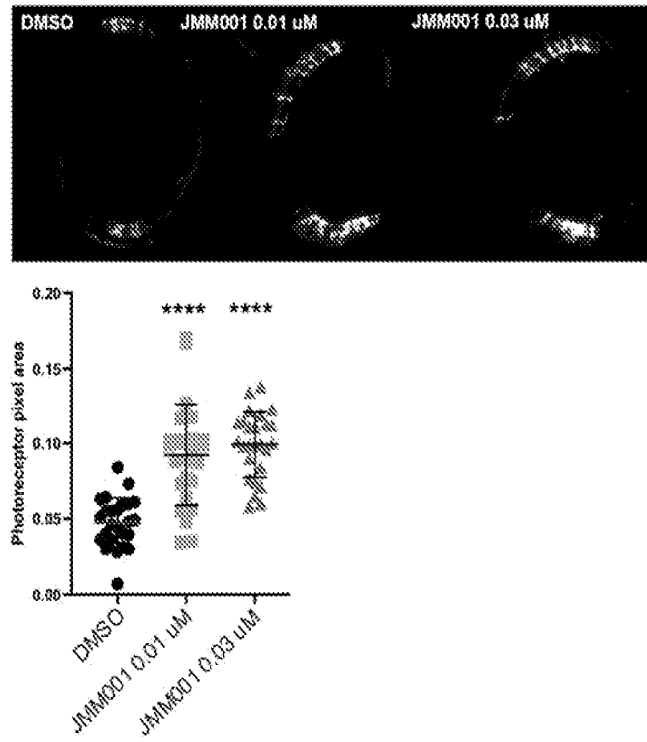 DMSO JMM001 0.01 uM JMM001 0.03 uM
0.20
**** ****
0.15
0.10
0.05
0.00
Photoreceptor pixel area
DMSO
JMM001 0.01 uM
JMM001 0.03 uM